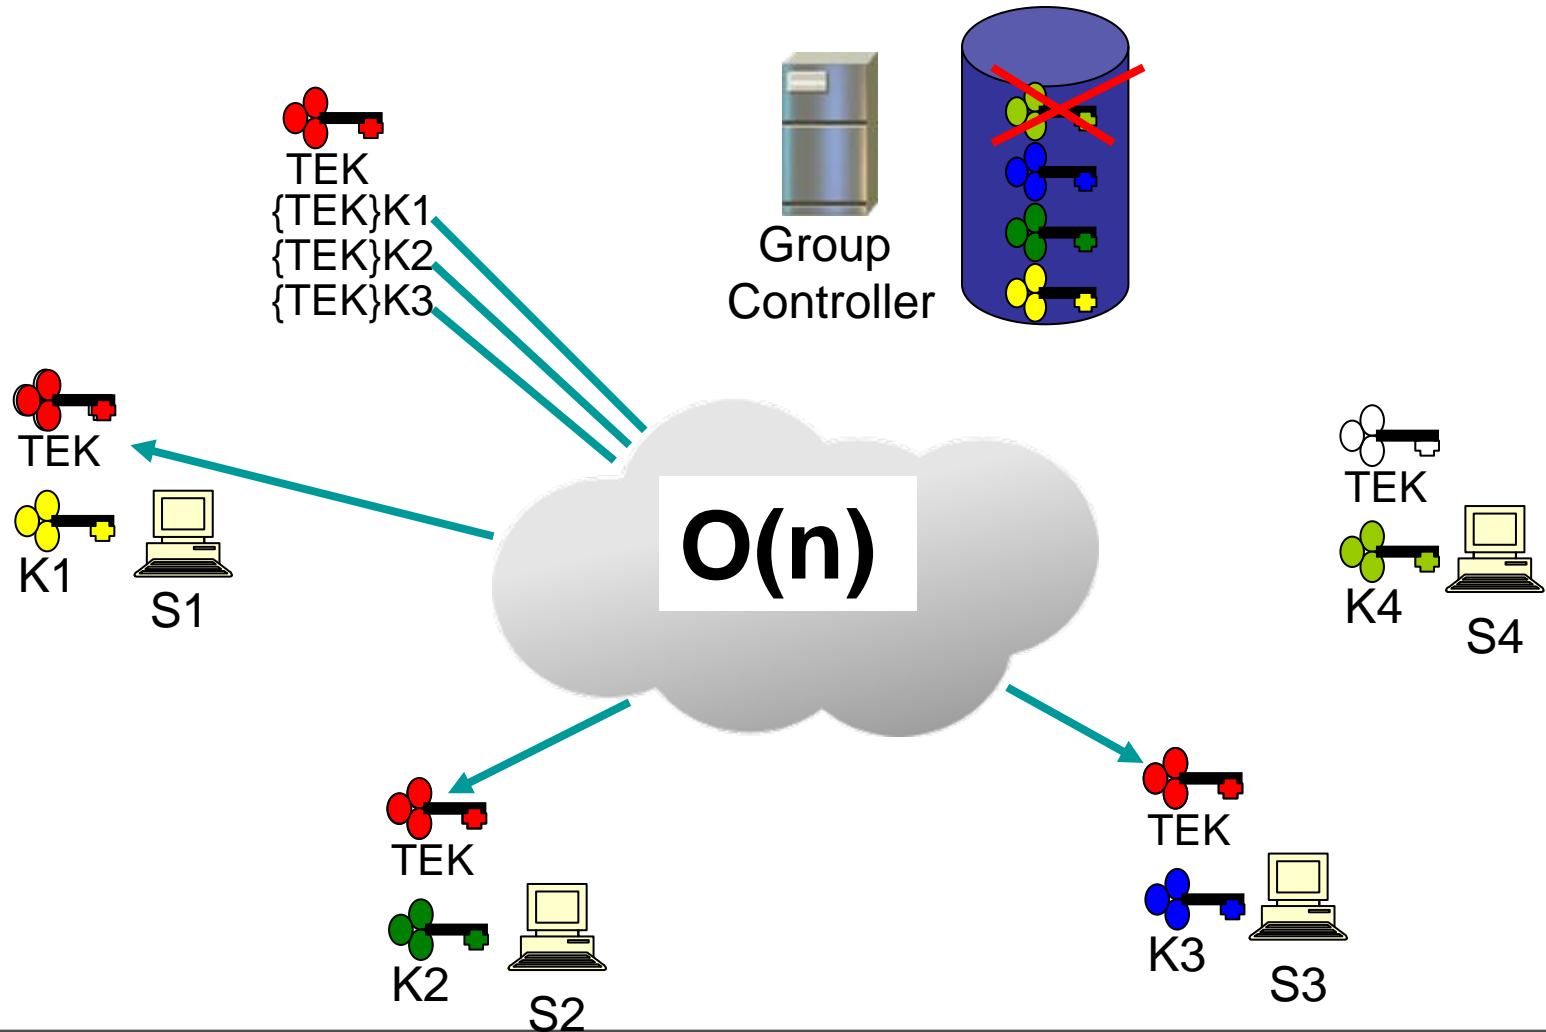 TEK
{TEK}K1
{TEK}K2
{TEK}K3
Group
Controller
TEK
K1
S1
O(n)
TEK
K4
S4
TEK
K2
S2
TEK
K3
S3